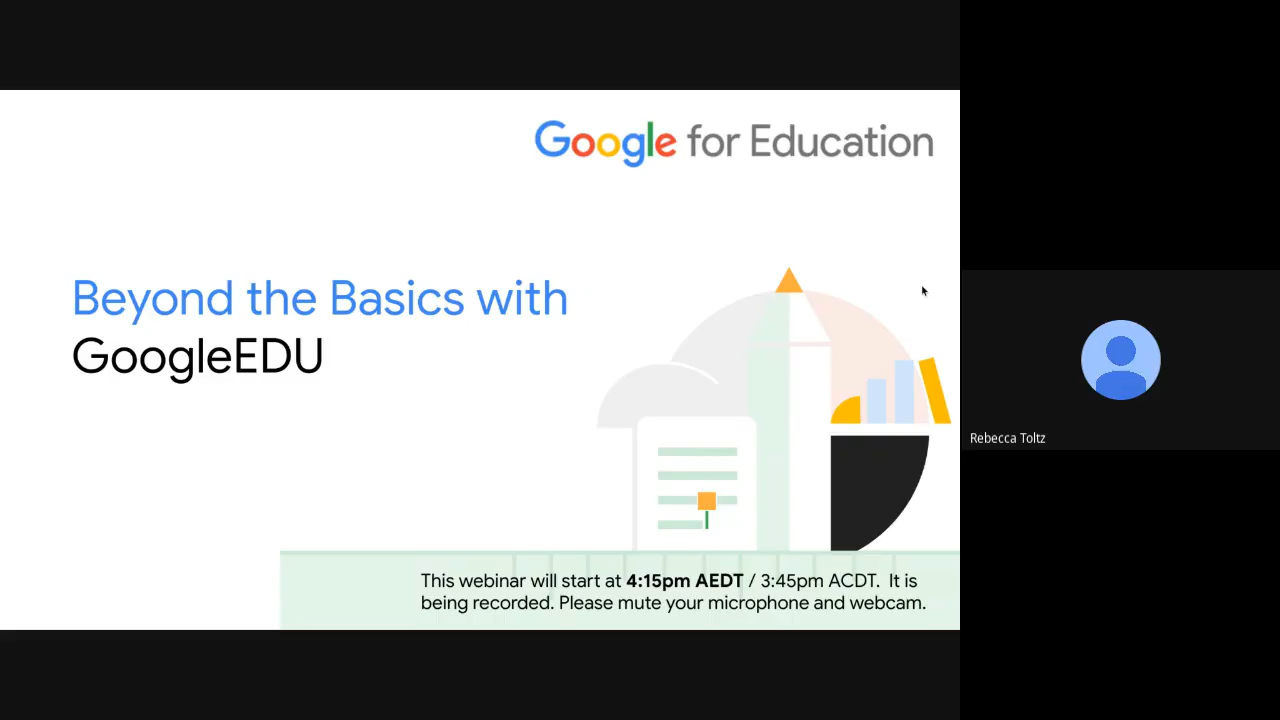 Google for Education
Beyond the Basics with
GoogleEDU
This webinar will start at 4:15pm AEDT / 3:45pm ACDT.  It is
being recorded. Please mute your microphone and webcam.
Rebecca Toltz